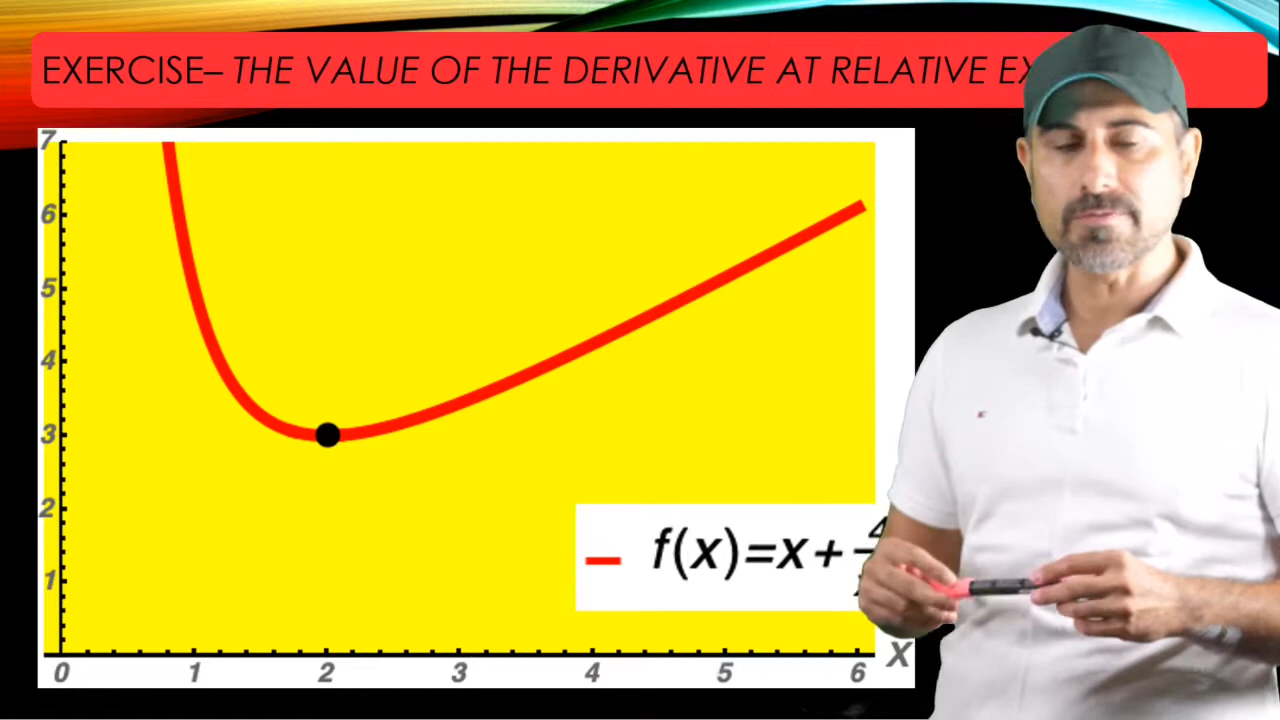 EXERCISE– THE VALUE OF THE DERIVATIVE AT RELATIVE
7
6
5
4
3
2
1
f(x)=x+
0 1 2 3 4 5 6 X